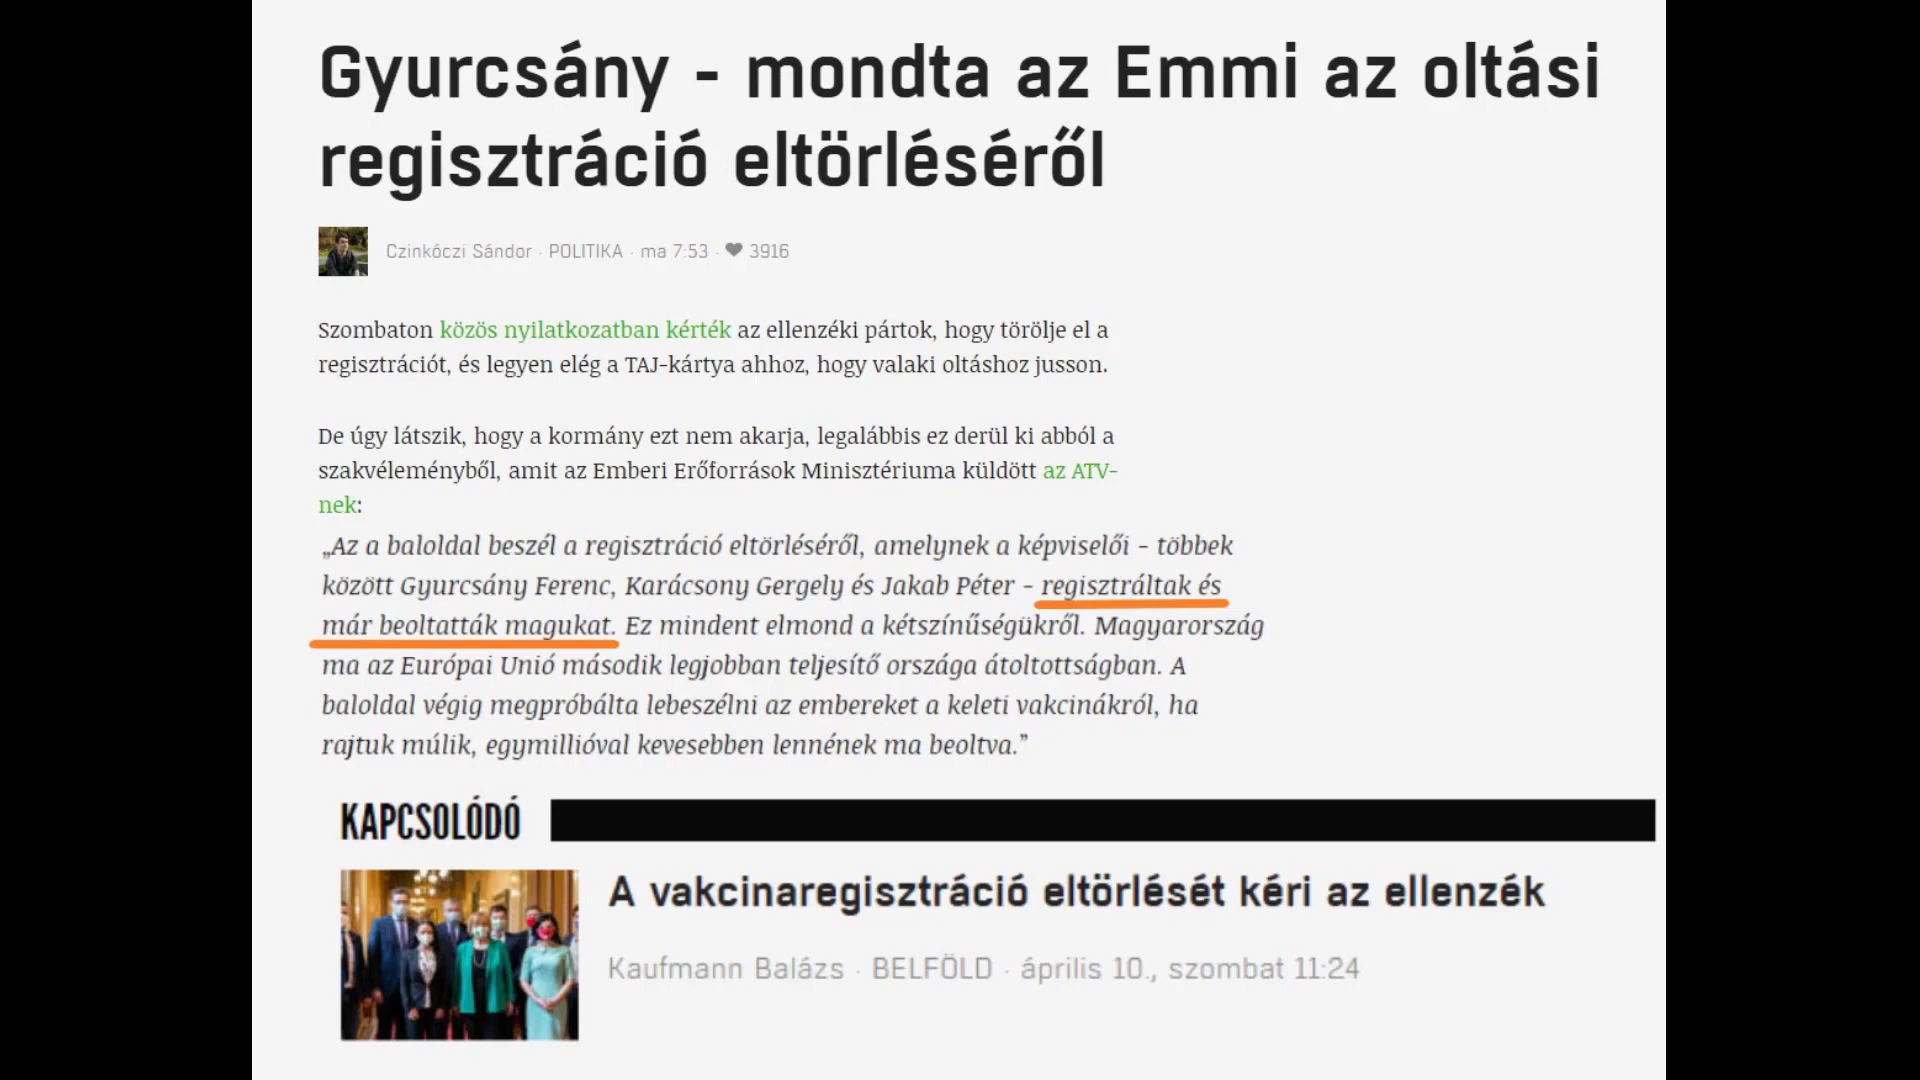 Gyurcsány - mondta az Emmi az oltási
regisztráció eltörléséről
Czinkóczi Sándor · POLITIKA · ma 7:53 · ♥ 3916
Szombaton közös nyilatkozatban kérték az ellenzéki pártok, hogy törölje el a
regisztrációt, és legyen elég a TAJ-kártya ahhoz, hogy valaki oltáshoz jusson.
De úgy látszik, hogy a kormány ezt nem akarja, legalábbis ez derül ki abból a
szakvéleményből, amit az Emberi Erőforrások Minisztériuma küldött az ATV-
nek:
„Az a baloldal beszél a regisztráció eltörléséről, amelynek a képviselői - többek
között Gyurcsány Ferenc, Karácsony Gergely és Jakab Péter - regisztráltak és
már beoltatták magukat. Ez mindent elmond a kétszínűségükről. Magyarország
ma az Európai Unió második legjobban teljesítő országa átoltottságban. A
baloldal végig megpróbálta lebeszélni az embereket a keleti vakcinákról, ha
rajtuk múlik, egymillióval kevesebben lennének ma beoltva.”
KAPCSOLÓDÓ
A vakcinaregisztráció eltörlését kéri az ellenzék
Kaufmann Balázs · BELFÖLD · április 10., szombat 11:24